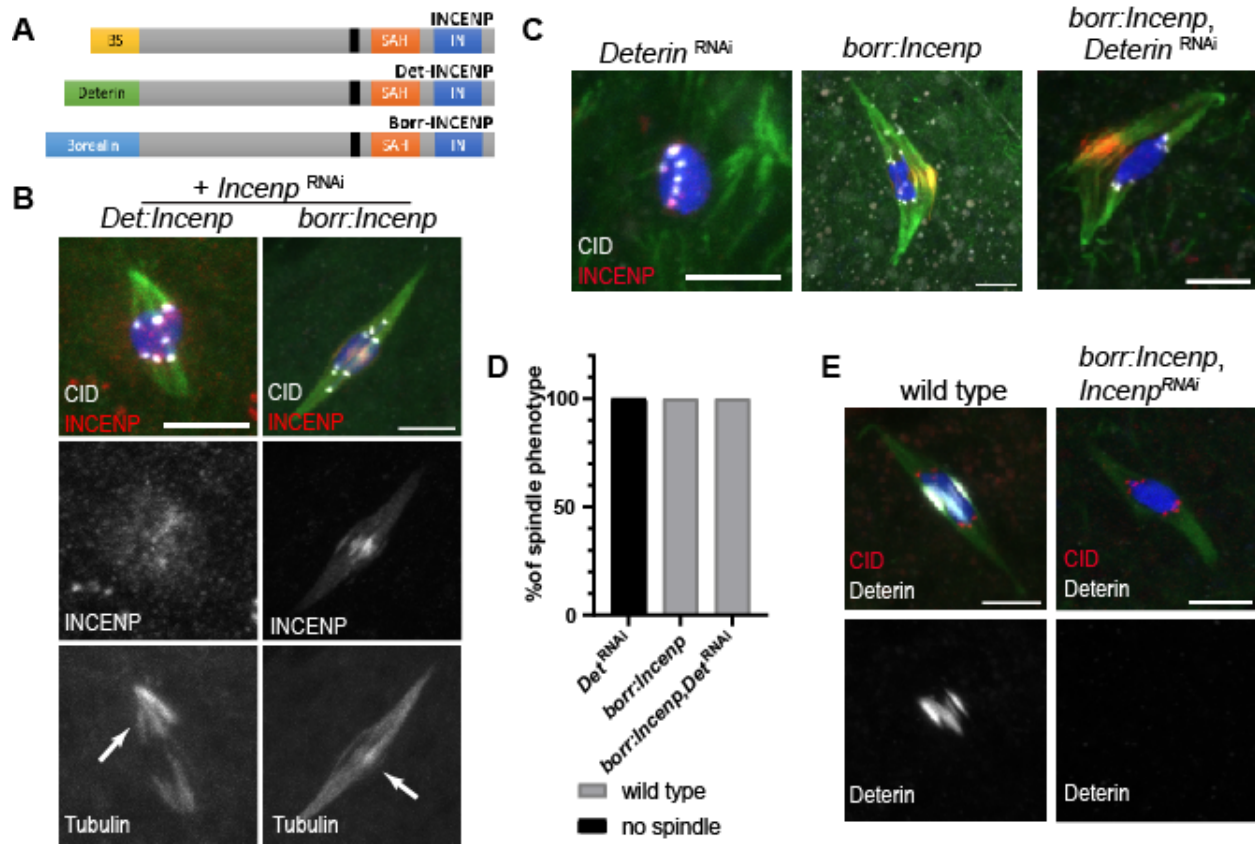 A
INCENP
BS
SAH
IN
Det-INCENP
Deterin
SAH
IN
Borr-INCENP
Borealin
SAH
IN
B
+ Incenp RNAi
Det:Incenp
borr:Incenp
CID
INCENP
CID
INCENP
INCENP
INCENP
Tubulin
Tubulin
C
Deterin RNAi
borr:Incenp
borr:Incenp,
Deterin RNAi
CID
INCENP
D
%of spindle phenotype
100
50
0
Det RNAi
borr:Incenp
borr:Incenp,Det RNAi
wild type
no spindle
E
wild type
borr:Incenp,
Incenp RNAi
CID
Deterin
CID
Deterin
Deterin
Deterin